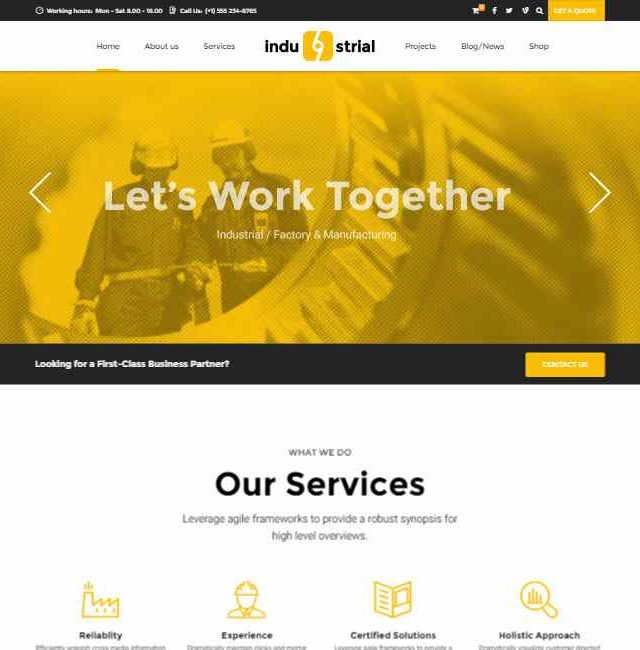 Working hours: Mon - Sat 8.00 - 18.00 Call Us: (+1) 555 234-8765 GET A QUOTE
Home About us Services indu strial Projects Blog/News Shop
Let's Work Together
Industrial / Factory & Manufacturing
Looking for a First-Class Business Partner? CONTACT US
WHAT WE DO
Our Services
Leverage agile frameworks to provide a robust synopsis for
high level overviews.
Reliablity Experience Certified Solutions Holistic Approach